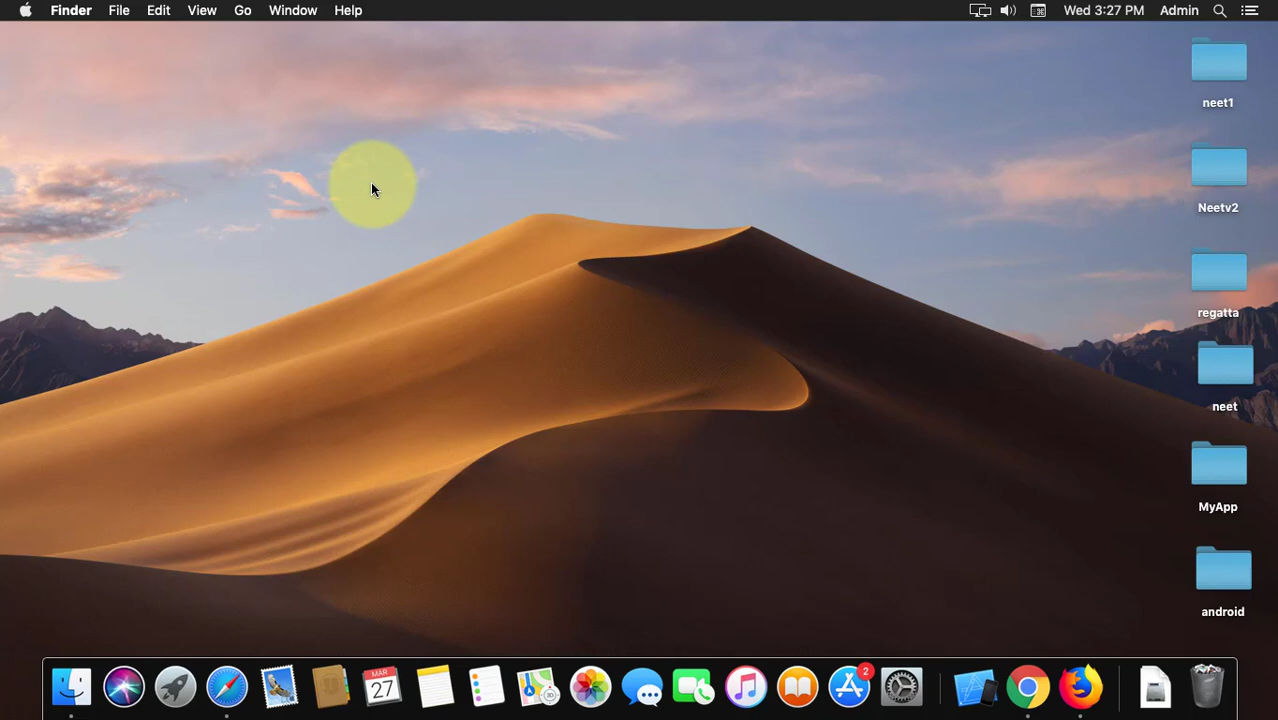 Finder File Edit View Go Window Help Wed 3:27 PM Admin
neet1
Neetv2
regatta
neet
MyApp
android
MAR
27
2